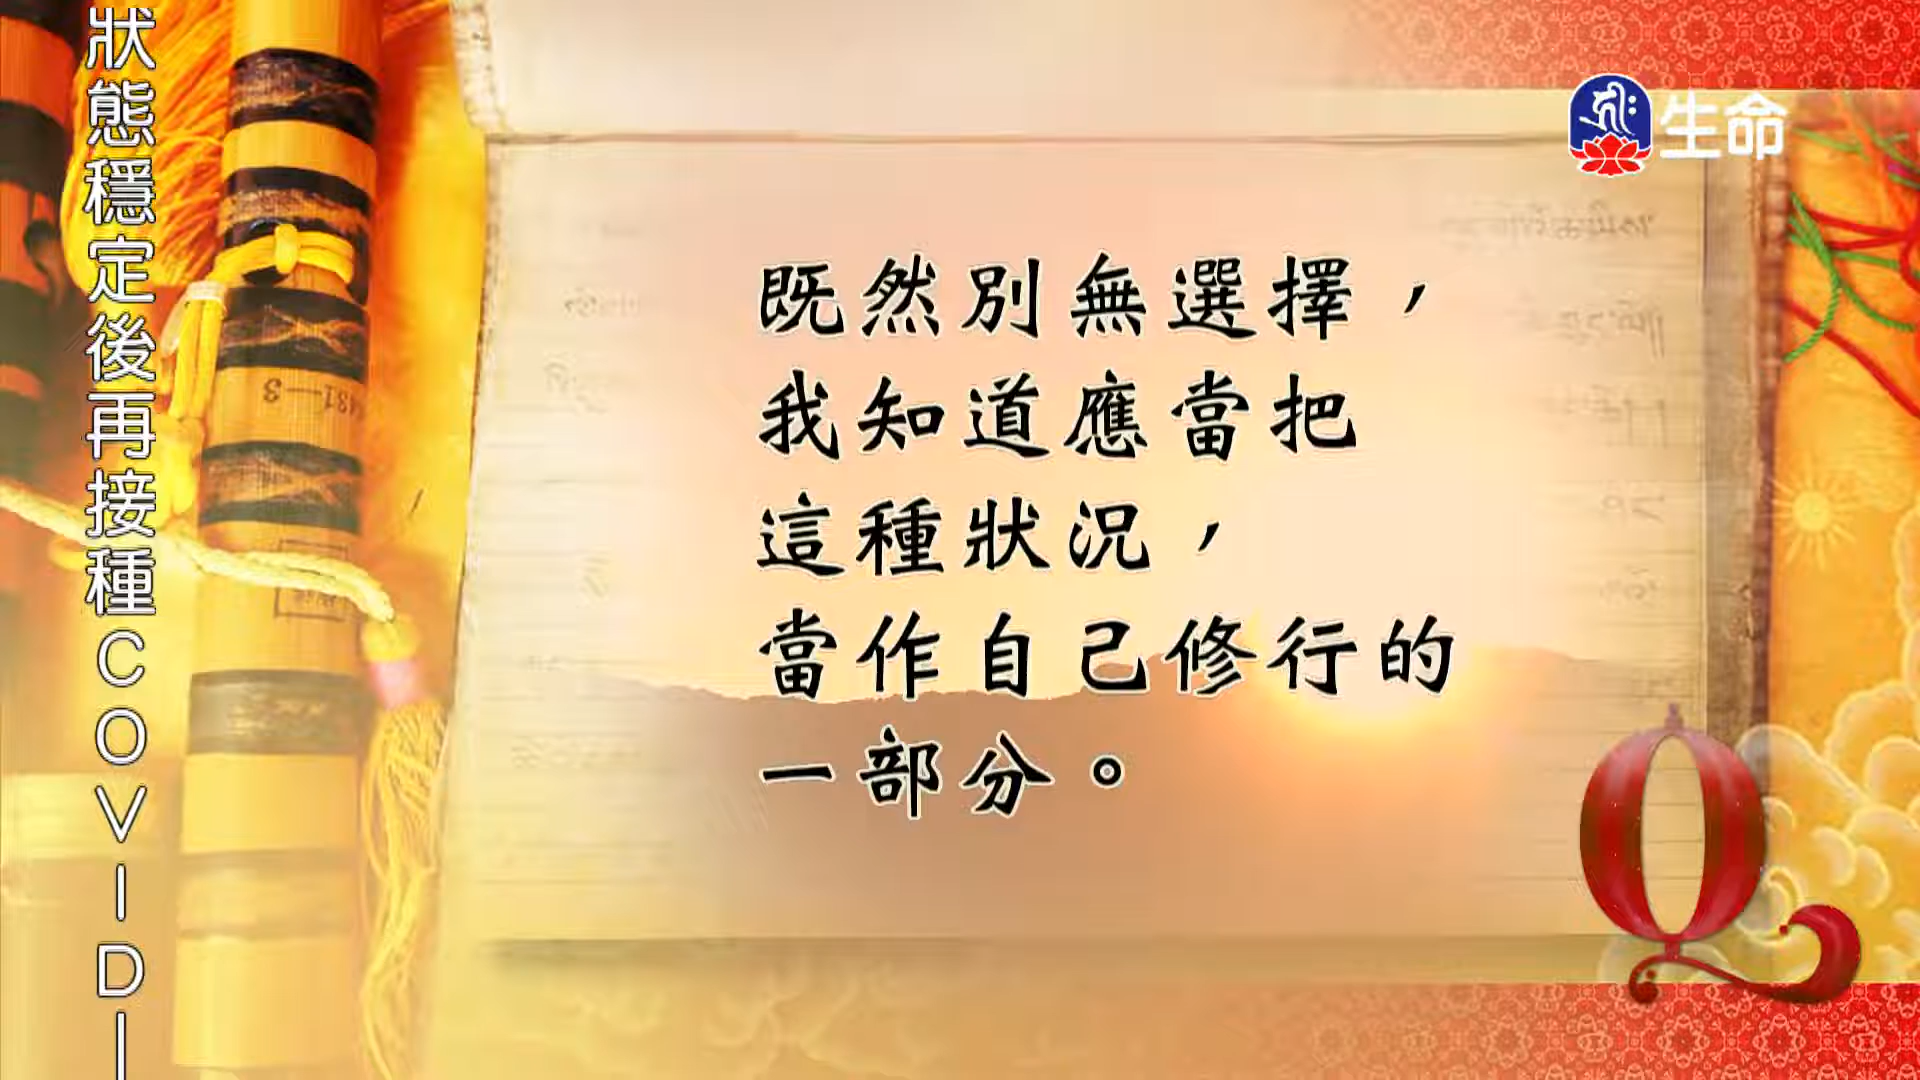 狀態穩定後再接種COVID
生命
既然別無選擇，
我知道應當把
這種狀況，
當作自己修行的
一部分。
Q